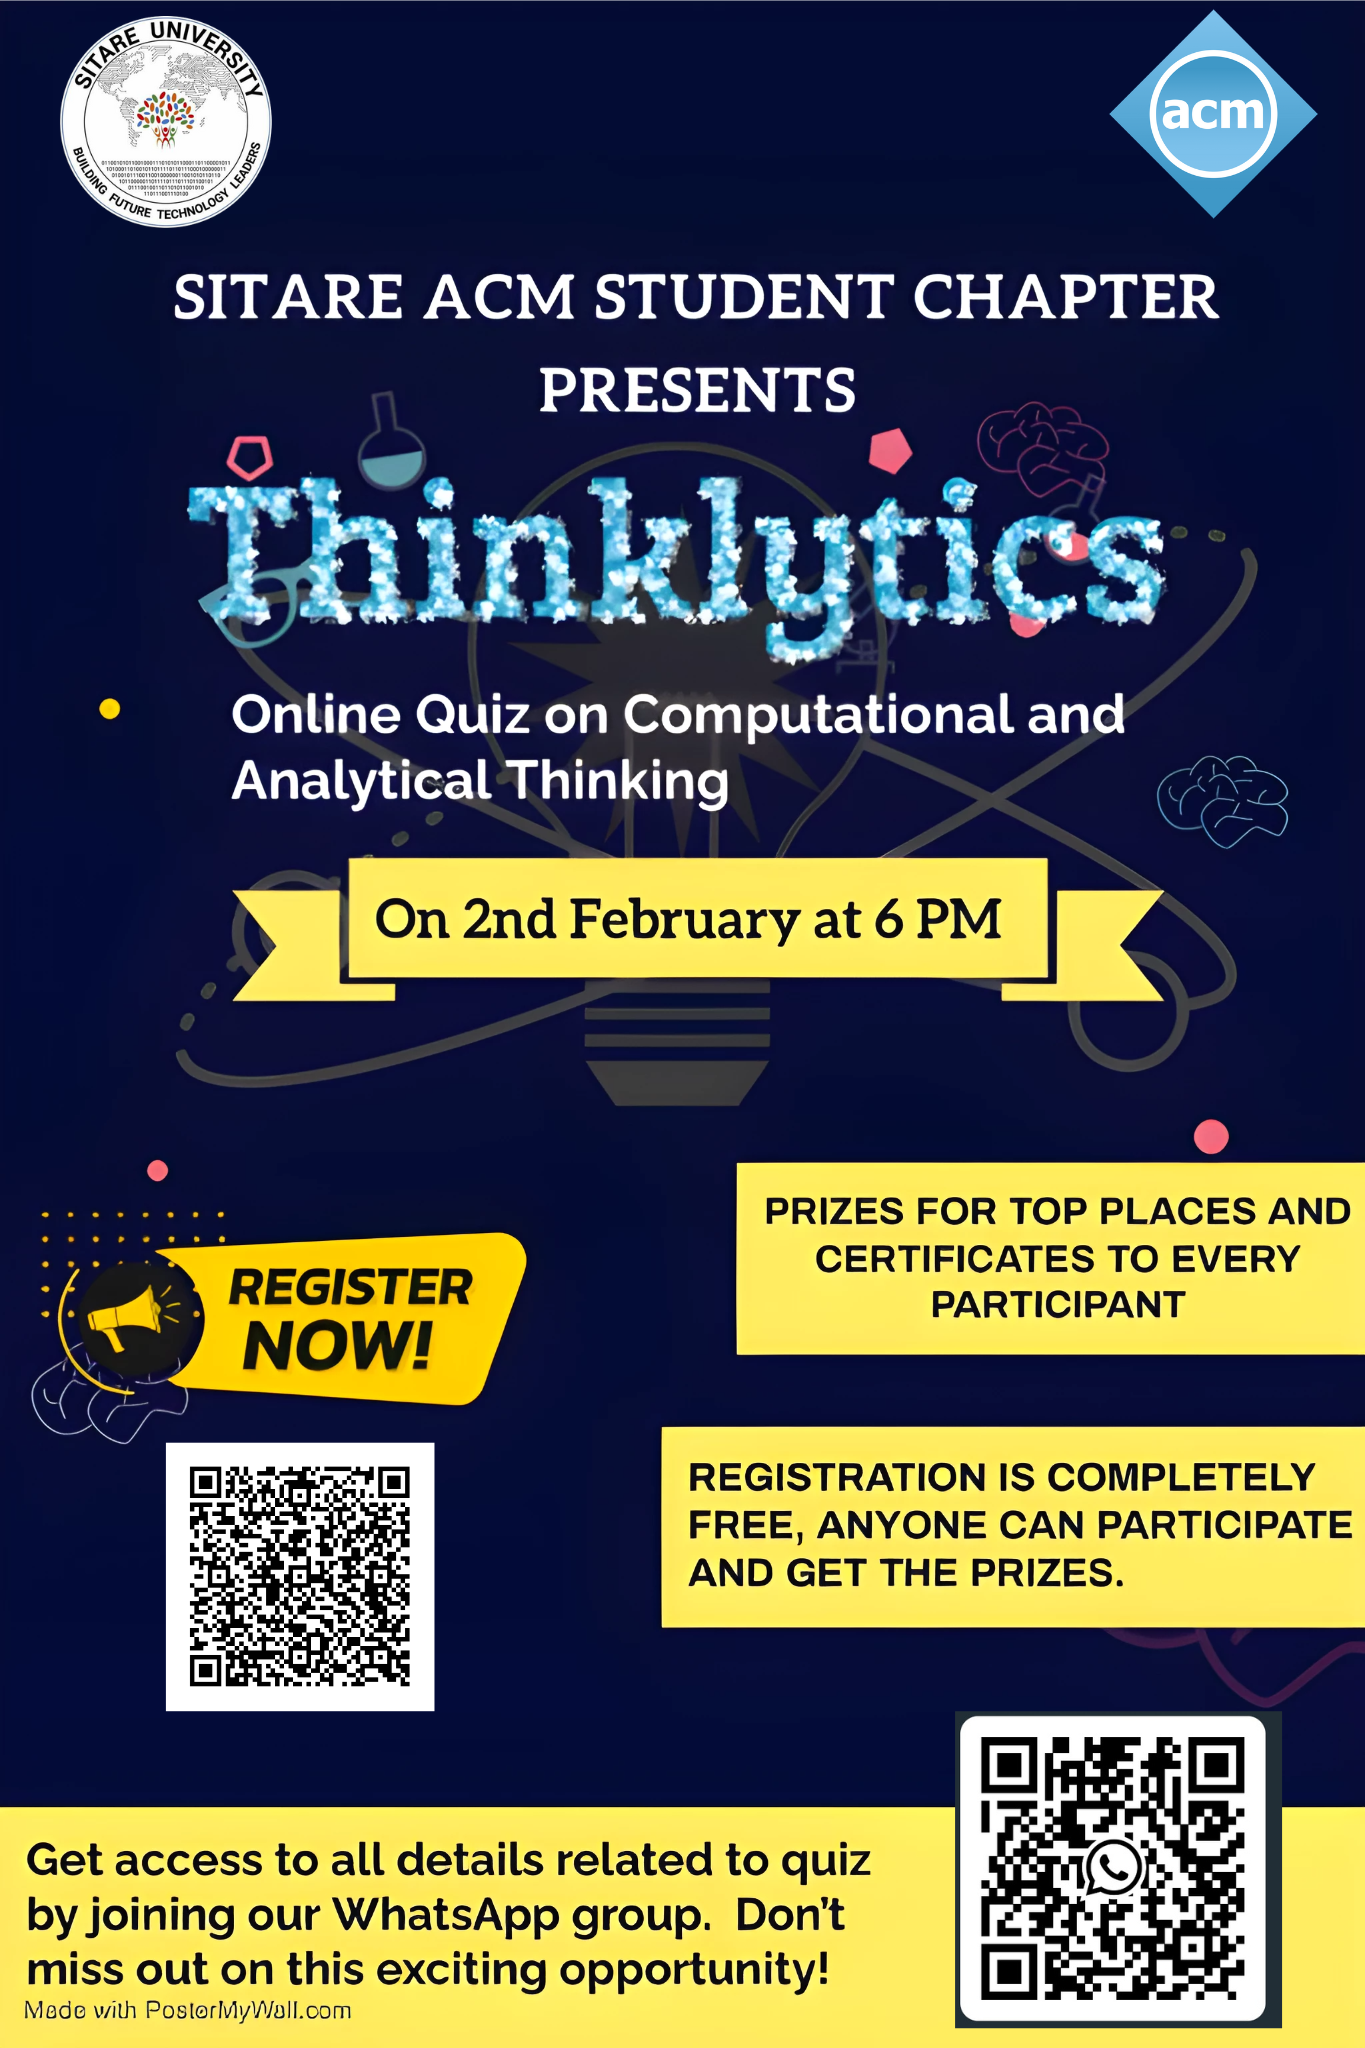 SITARE UNIVERSITY
BUILDING FUTURE TECHNOLOGY LEADERS
acm
SITARE ACM STUDENT CHAPTER
PRESENTS
Thinklytics
Online Quiz on Computational and
Analytical Thinking
On 2nd February at 6 PM
PRIZES FOR TOP PLACES AND
CERTIFICATES TO EVERY
PARTICIPANT
REGISTER
NOW!
REGISTRATION IS COMPLETELY
FREE, ANYONE CAN PARTICIPATE
AND GET THE PRIZES.
Get access to all details related to quiz
by joining our WhatsApp group.  Don't
miss out on this exciting opportunity!
Made with PosterMyWall.com